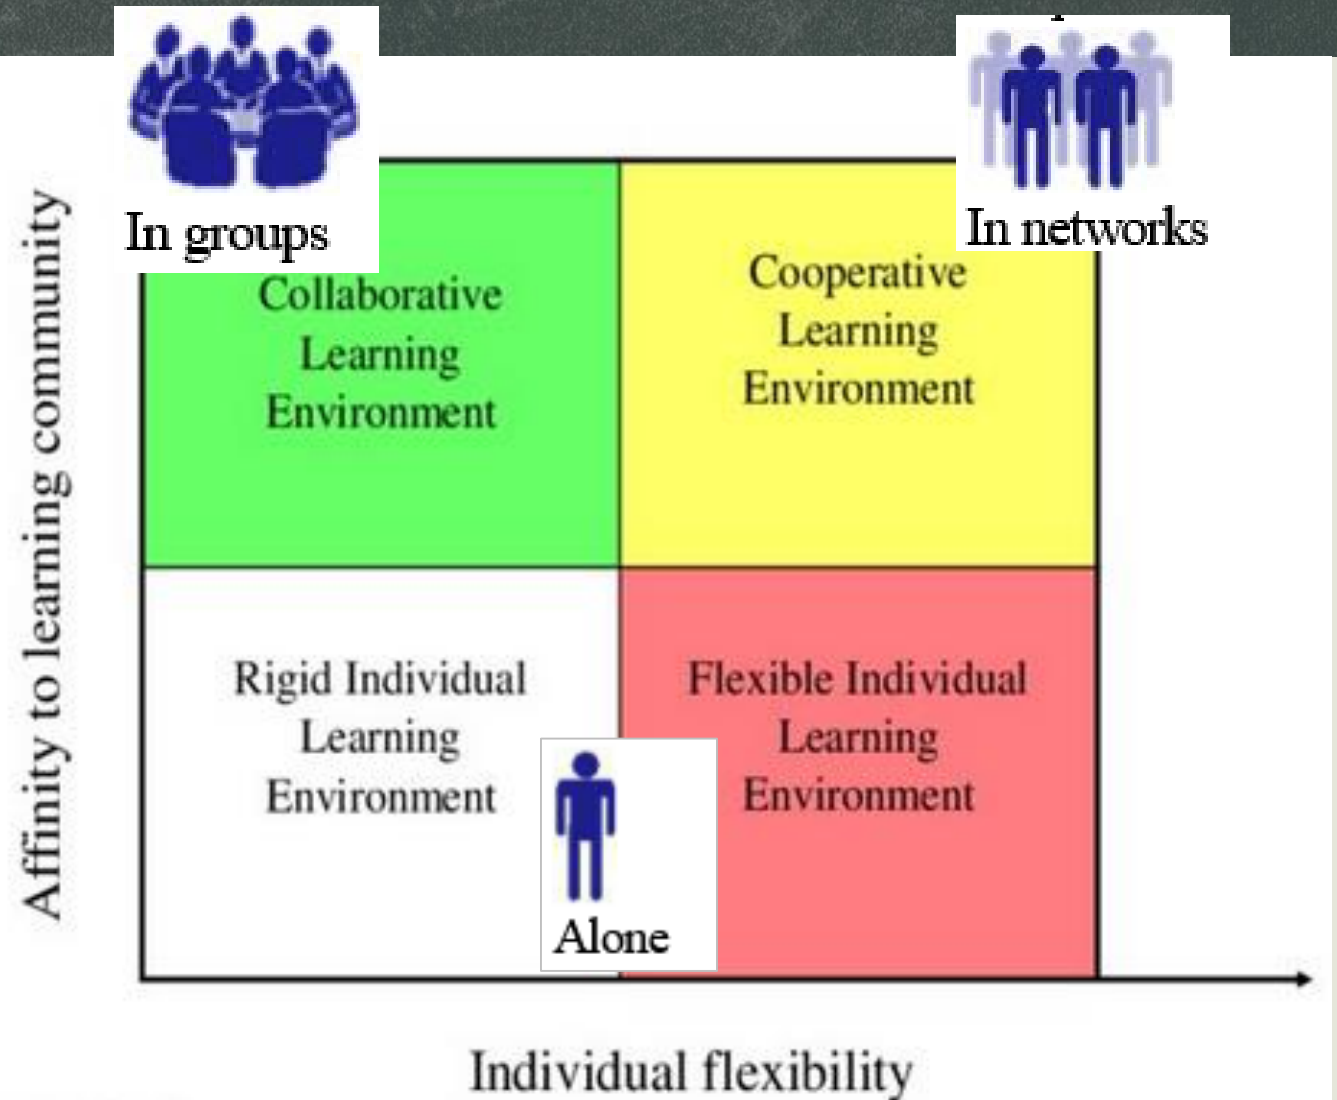 In groups
In networks
Affinity to learning community
Collaborative
Learning
Environment
Cooperative
Learning
Environment
Rigid Individual
Learning
Environment
Flexible Individual
Learning
Environment
Alone
Individual flexibility